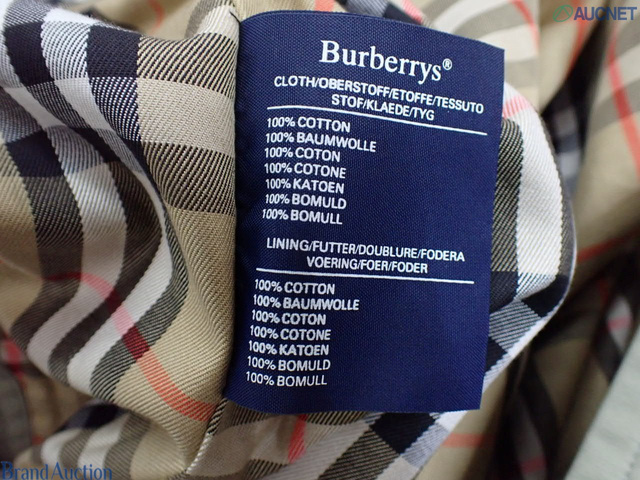 AUCNET
Burberrys®
CLOTH/OBERSTOFF/ETOFFE/TESSUTO
STOF/KLAEDE/TYG
100% COTTON
100% BAUMWOLLE
100% COTON
100% COTONE
100% KATOEN
100% BOMULD
100% BOMULL
LINING/FUTTER/DOUBLURE/FODERA
VOERING/FOER/FODER
100% COTTON
100% BAUMWOLLE
100% COTON
100% COTONE
100% KATOEN
100% BOMULD
100% BOMULL
Brand Auction